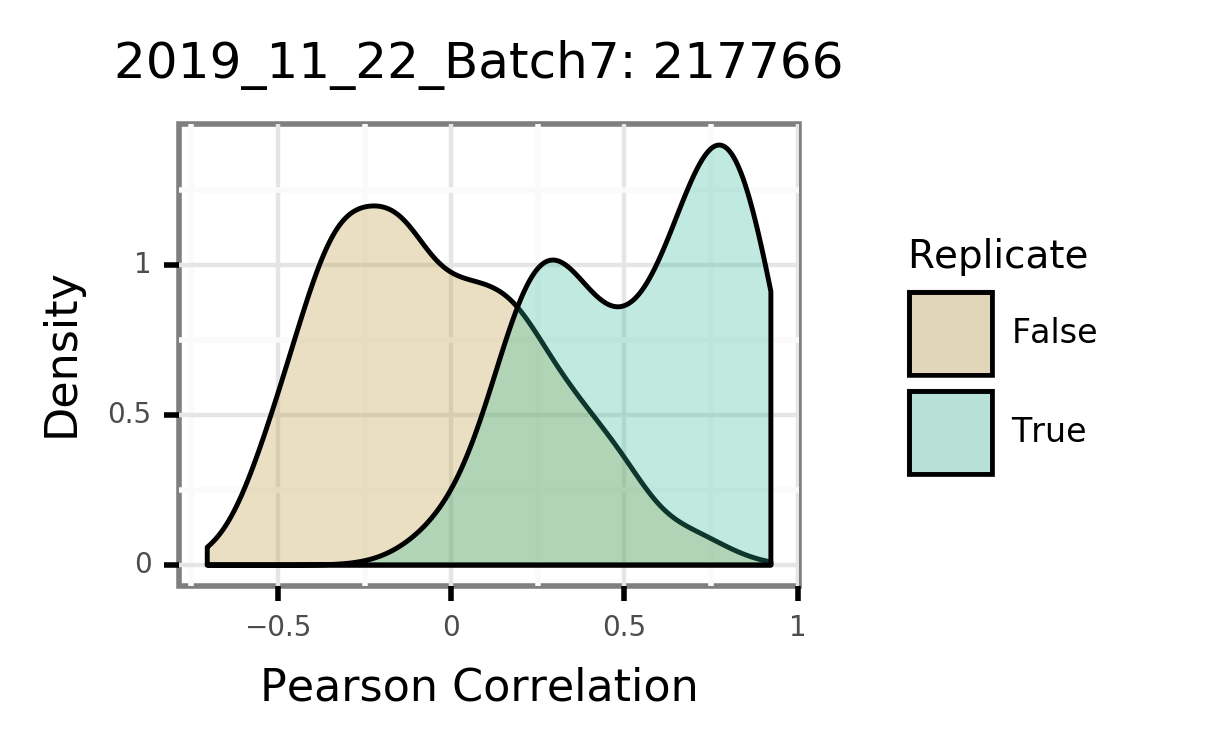 2019_11_22_Batch7: 217766
Density
1
0.5
0
−0.5 0 0.5 1
Pearson Correlation
Replicate
False
True